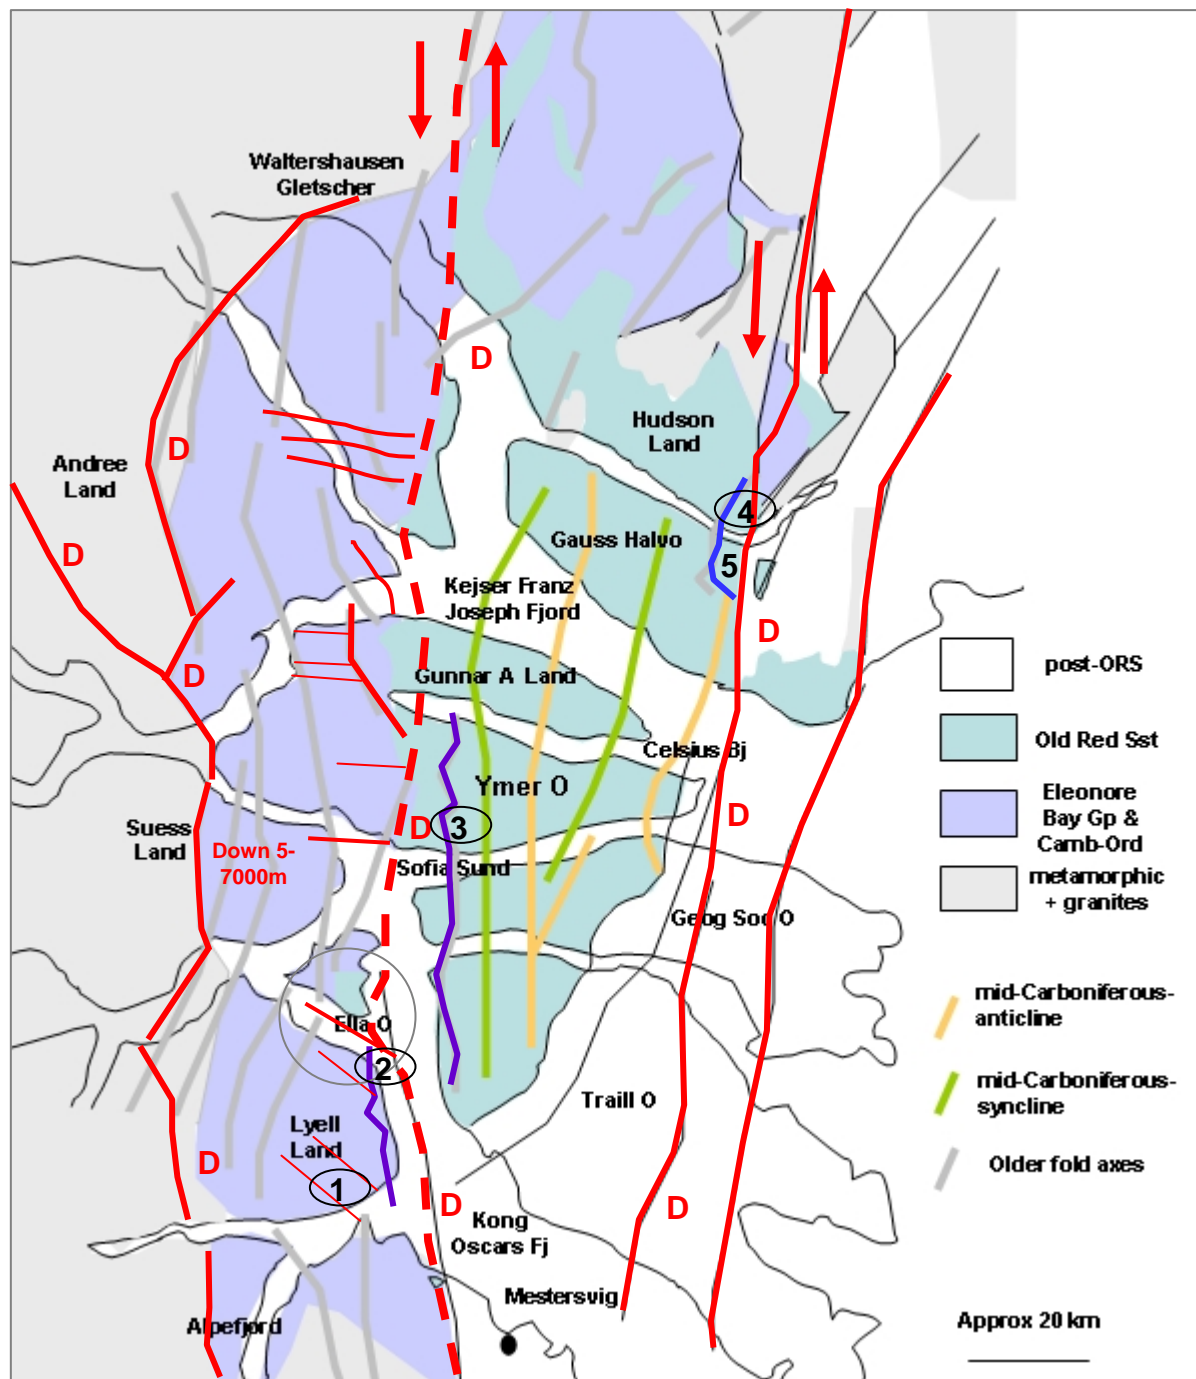 Waltershausen
Gletscher
D
Hudson
Land
D
Andree
Land
4
D
Gauss Halvo
5
Kejser Franz
Joseph Fjord
D
D
Gunnar A Land
post-ORS
Celsius Bj
Old Red Sst
Ymer O
Eleonore
Bay Gp &
Camb-Ord
D
D
3
Suess
Land
Down 5-
7000m
Sofia Sund
metamorphic
+ granites
Geog Soc O
mid-Carboniferous-
anticline
Ella O
2
mid-Carboniferous-
syncline
Traill O
Lyell
Land
D
Older fold axes
1
D
D
Kong
Oscars Fj
Mestersvig
Alpefjord
Approx 20 km